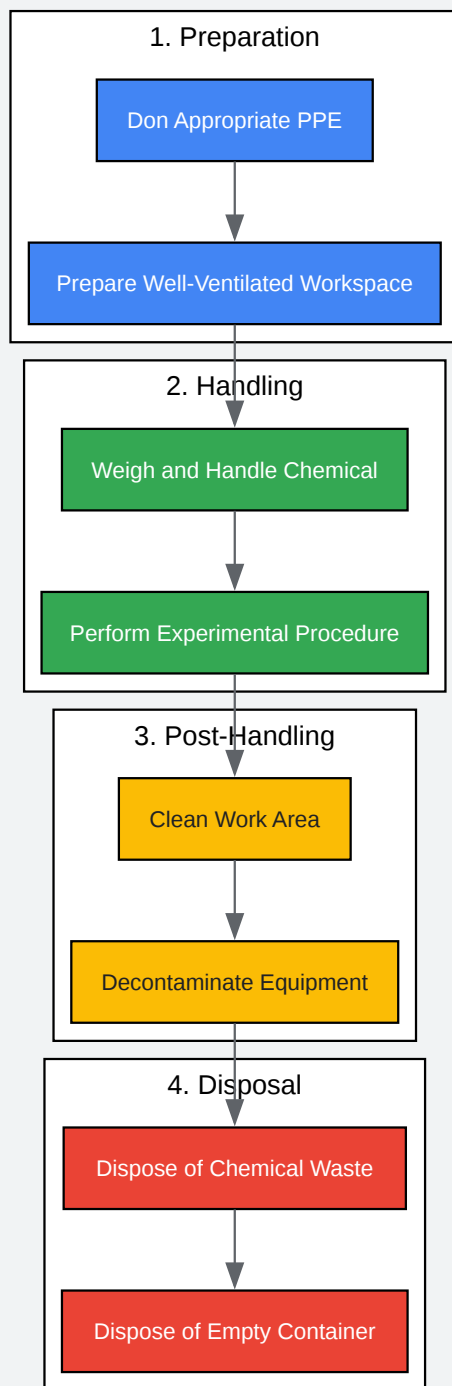 1. Preparation
Don Appropriate PPE
Prepare Well-Ventilated Workspace
2. Handling
Weigh and Handle Chemical
Perform Experimental Procedure
3. Post-Handling
Clean Work Area
Decontaminate Equipment
4. Disposal
Dispose of Chemical Waste
Dispose of Empty Container